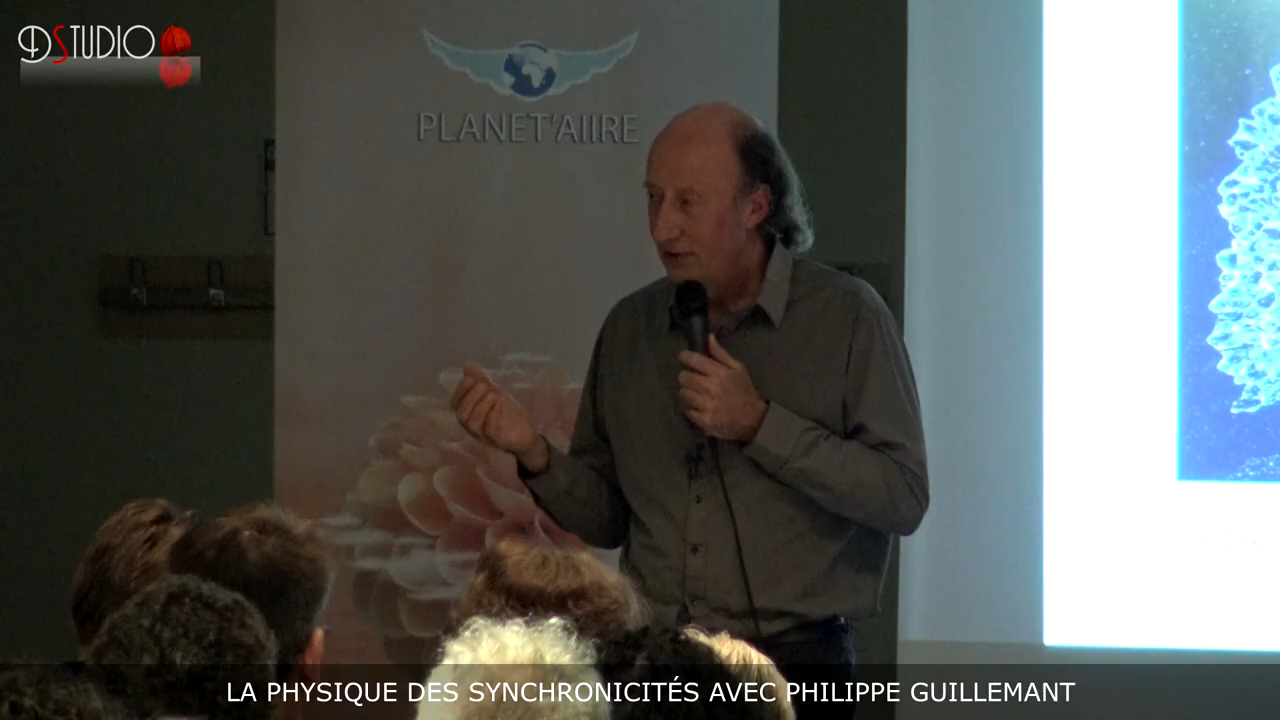 DSTUDIO
PLANET'AIIRE
LA PHYSIQUE DES SYNCHRONICITÉS AVEC PHILIPPE GUILLEMANT